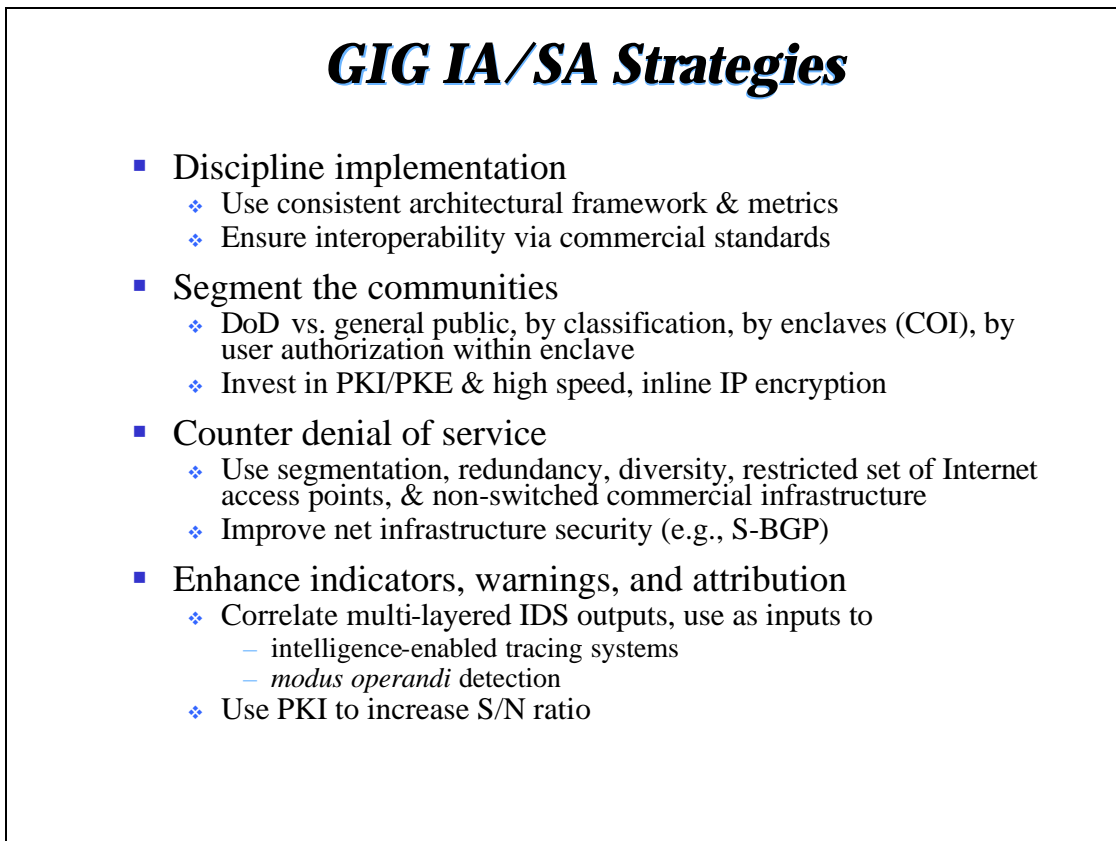 GIG IA/SA Strategies
Discipline implementation
Use consistent architectural framework & metrics
Ensure interoperability via commercial standards
Segment the communities
DoD vs. general public, by classification, by enclaves (COI), by
user authorization within enclave
Invest in PKI/PKE & high speed, inline IP encryption
Counter denial of service
Use segmentation, redundancy, diversity, restricted set of Internet
access points, & non-switched commercial infrastructure
Improve net infrastructure security (e.g., S-BGP)
Enhance indicators, warnings, and attribution
Correlate multi-layered IDS outputs, use as inputs to
– intelligence-enabled tracing systems
– modus operandi detection
Use PKI to increase S/N ratio